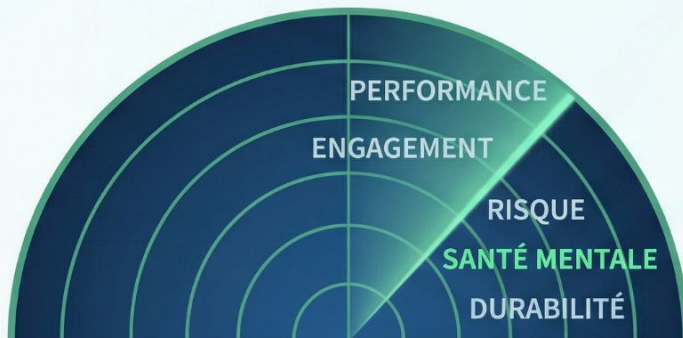 PERFORMANCE
ENGAGEMENT
RISQUE
SANTÉ MENTALE
DURABILITÉ